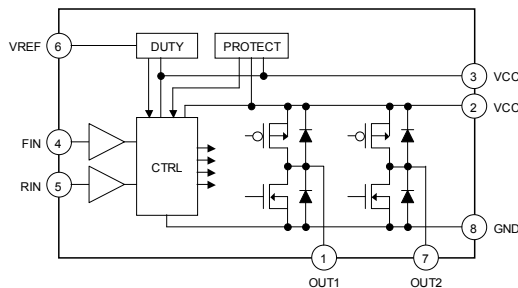 VREF 6 DUTY PROTECT
3 VCC
2 VCC
FIN 4
CTRL
RIN 5
8 GND
1 7
OUT1 OUT2